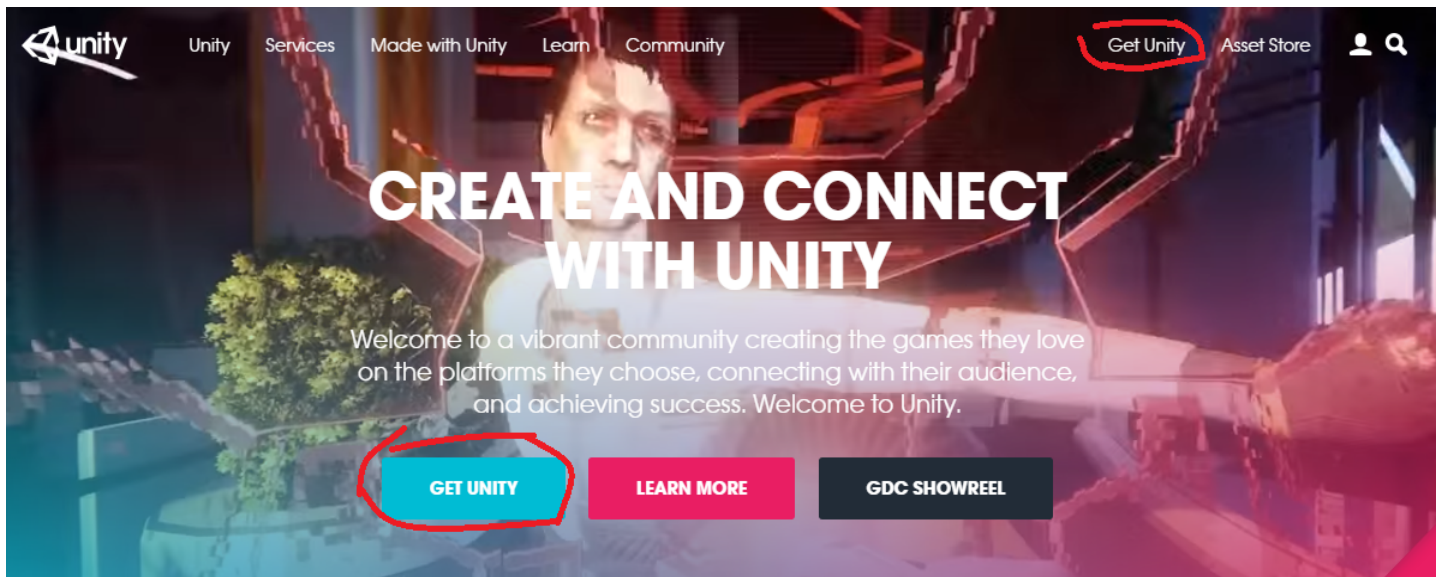 unity Unity Services Made with Unity Learn Community Get Unity Asset Store
CREATE AND CONNECT
WITH UNITY
Welcome to a vibrant community creating the games they love
on the platforms they choose, connecting with their audience,
and achieving success. Welcome to Unity.
GET UNITY LEARN MORE GDC SHOWREEL